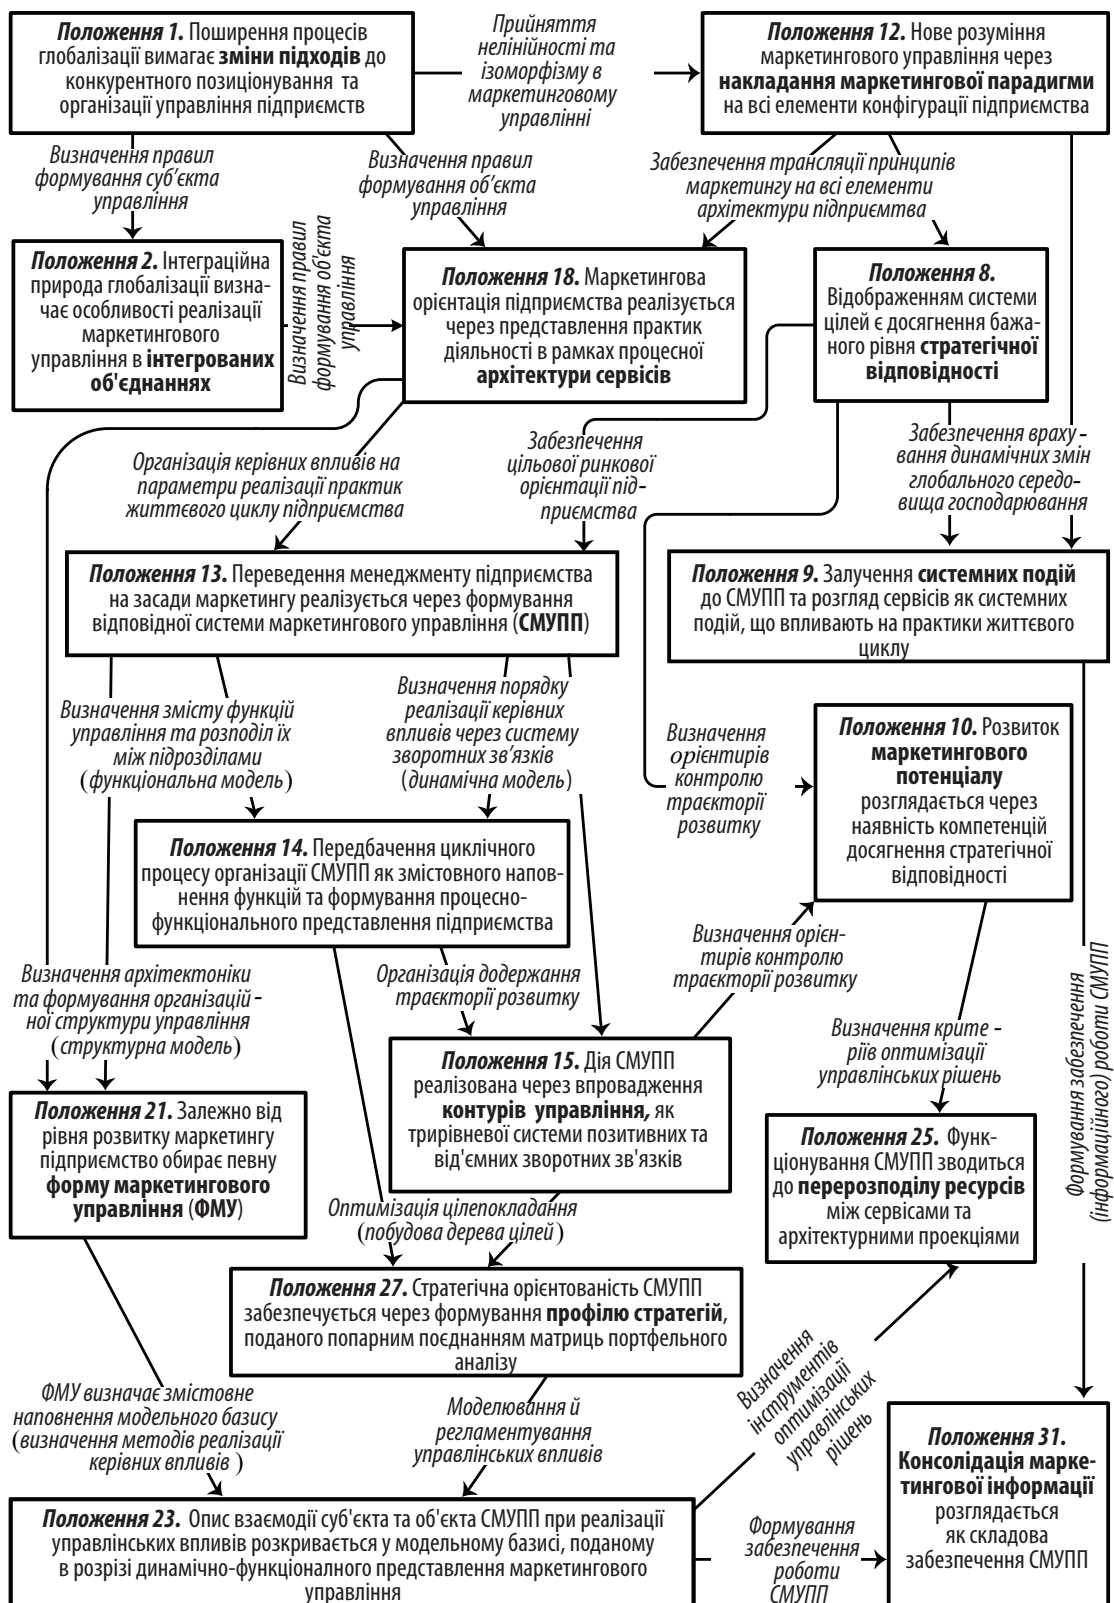 Положення 1. Поширення процесів
глобалізації вимагає зміни підходів до
конкурентного позиціонування та
організації управління підприємств
Прийняття
нелінійності та
ізоморфізму в
маркетинговому
управлінні
Положення 12. Нове розуміння
маркетингового управління через
накладання маркетингової парадигми
на всі елементи конфігурації підприємства
Визначення правил
формування суб’єкта
управління
Визначення правил
формування об’єкта
управління
Забезпечення трансляції принципів
маркетингу на всі елементи
архітектури підприємтва
Положення 2. Інтеграційна
природа глобалізації визна-
чає особливості реалізації
маркетингового
управління в інтегрованих
об'єднаннях
Визначення правил
формування об'єкта
управління
Положення 18. Маркетингова
орієнтація підприємства реалізується
через представлення практик
діяльності в рамках процесної
архітектури сервісів
Положення 8.
Відображенням системи
цілей є досягнення бажа-
ного рівня стратегічної
відповідності
Організація керівних впливів на
параметри реалізації практик
життєвого циклу підприємства
Забезпечення
цільової ринкової
орієнтації під-
приємства
Забезпечення враху -
вання динамічних змін
глобального середо-
вища господарювання
Положення 13. Переведення менеджменту підприємства
на засади маркетингу реалізується через формування
відповідної системи маркетингового управління (СМУПП)
Положення 9. Залучення системних подій
до СМУПП та розгляд сервісів як системних
подій, що впливають на практики життєвого
циклу
Визначення змісту функцій
управління та розподіл їх
між підрозділами
(функціональна модель)
Визначення порядку
реалізації керівних
впливів через систему
зворотних зв’язків
(динамічна модель)
Визначення
орієнтирів
контролю
траєкторії
розвитку
Положення 10. Розвиток
маркетингового
потенціалу
розглядається через
наявність компетенцій
досягнення стратегічної
відповідності
Положення 14. Передбачення циклічного
процесу організації СМУПП як змістовного напов-
нення функцій та формування процесно-
функціонального представлення підприємства
Визначення архітектоніки
та формування організацій -
ної структури управління
(структурна модель)
Організація додержання
траєкторії розвитку
Визначення орієн-
тирів контролю
траєкторії розвитку
Формування забезпечення
(інформаційного) роботи СМУПП
Визначення крите -
ріїв оптимізації
управлінських рішень
Положення 15. Дія СМУПП
реалізована через впровадження
контурів управління, як
трирівневої системи позитивних та
від'ємних зворотних зв'язків
Положення 21. Залежно від
рівня розвитку маркетингу
підприємство обирає певну
форму маркетингового
управління (ФМУ)
Положення 25. Функ-
ціонування СМУПП зводиться
до перерозподілу ресурсів
між сервісами та
архітектурними проекціями
Оптимізація цілепокладання
(побудова дерева цілей)
Положення 27. Стратегічна орієнтованість СМУПП
забезпечується через формування профілю стратегій,
поданого попарним поєднанням матриць портфельного
аналізу
ФМУ визначає змістовне
наповнення модельного базису
(визначення методів реалізації
керівних впливів )
Моделювання й
регламентування
управлінських впливів
Визначення
інструментів
оптимізації
управлінських
рішень
Положення 31.
Консолідація марке-
тингової інформації
розглядається
як складова
забезпечення СМУПП
Положення 23. Опис взаємодії суб'єкта та об'єкта СМУПП при реалізації
управлінських впливів розкривається у модельному базисі, поданому
в розрізі динамічно-функціоналного представлення маркетингового
управління
Формування
забезпечення
роботи
СМУПП